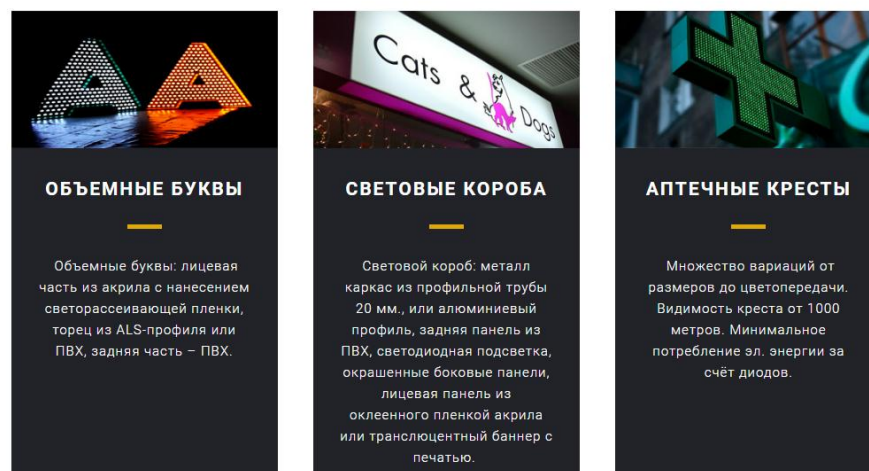 A A
Cats & Dogs
ОБЪЕМНЫЕ БУКВЫ
Объемные буквы: лицевая
часть из акрила с нанесением
светорассеивающей пленки,
торец из ALS-профиля или
ПВХ, задняя часть – ПВХ.
СВЕТОВЫЕ КОРОБА
Световой короб: металл
каркас из профильной трубы
20 мм., или алюминиевый
профиль, задняя панель из
ПВХ, светодиодная подсветка,
окрашенные боковые панели,
лицевая панель из
оклеенного пленкой акрила
или транслюцентный баннер с
печатью.
АПТЕЧНЫЕ КРЕСТЫ
Множество вариаций от
размеров до цветопередачи.
Видимость креста от 1000
метров. Минимальное
потребление эл. энергии за
счёт диодов.